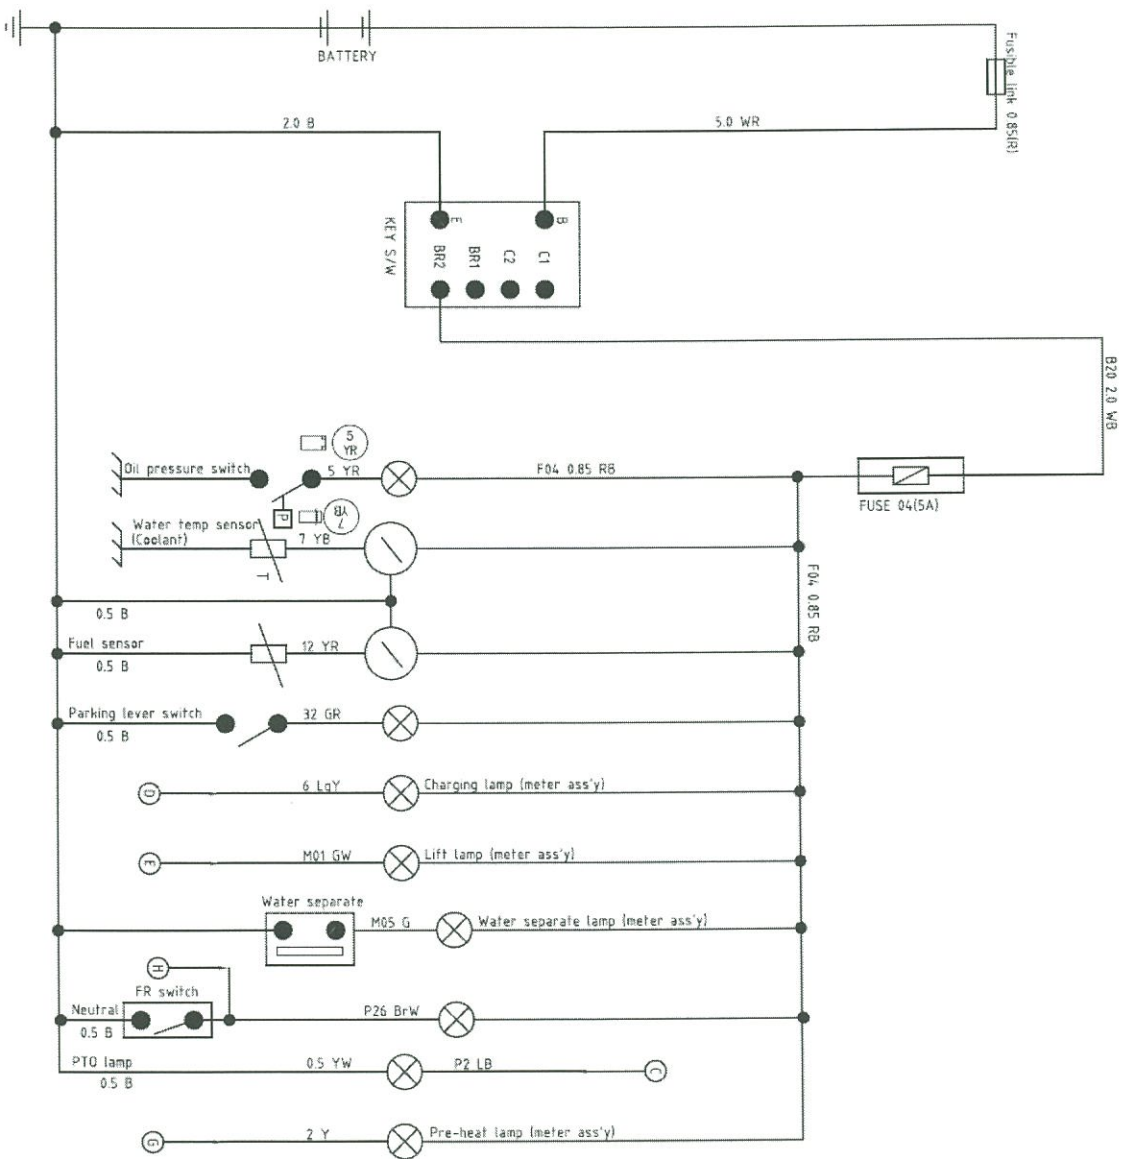 BATTERY
Fusible link 0.85(R)
2.0 B
5.0 WR
KEY S/W
E
B
BR2
BR1
C2
C1
B20 2.0 WB
5
YR
Oil pressure switch
5 YR
F04 0.85 RB
FUSE 04(5A)
P
7
YB
Water temp sensor
(Coolant)
7 YB
T
F04 0.85 RB
0.5 B
Fuel sensor
12 YR
0.5 B
Parking lever switch
32 GR
0.5 B
D
6 LgY
Charging lamp (meter ass'y)
E
M01 GW
Lift lamp (meter ass'y)
Water separate
M05 G
Water separate lamp (meter ass'y)
H
FR switch
Neutral
P26 BrW
0.5 B
PTO lamp
0.5 YW
P2 LB
C
0.5 B
G
2 Y
Pre-heat lamp (meter ass'y)